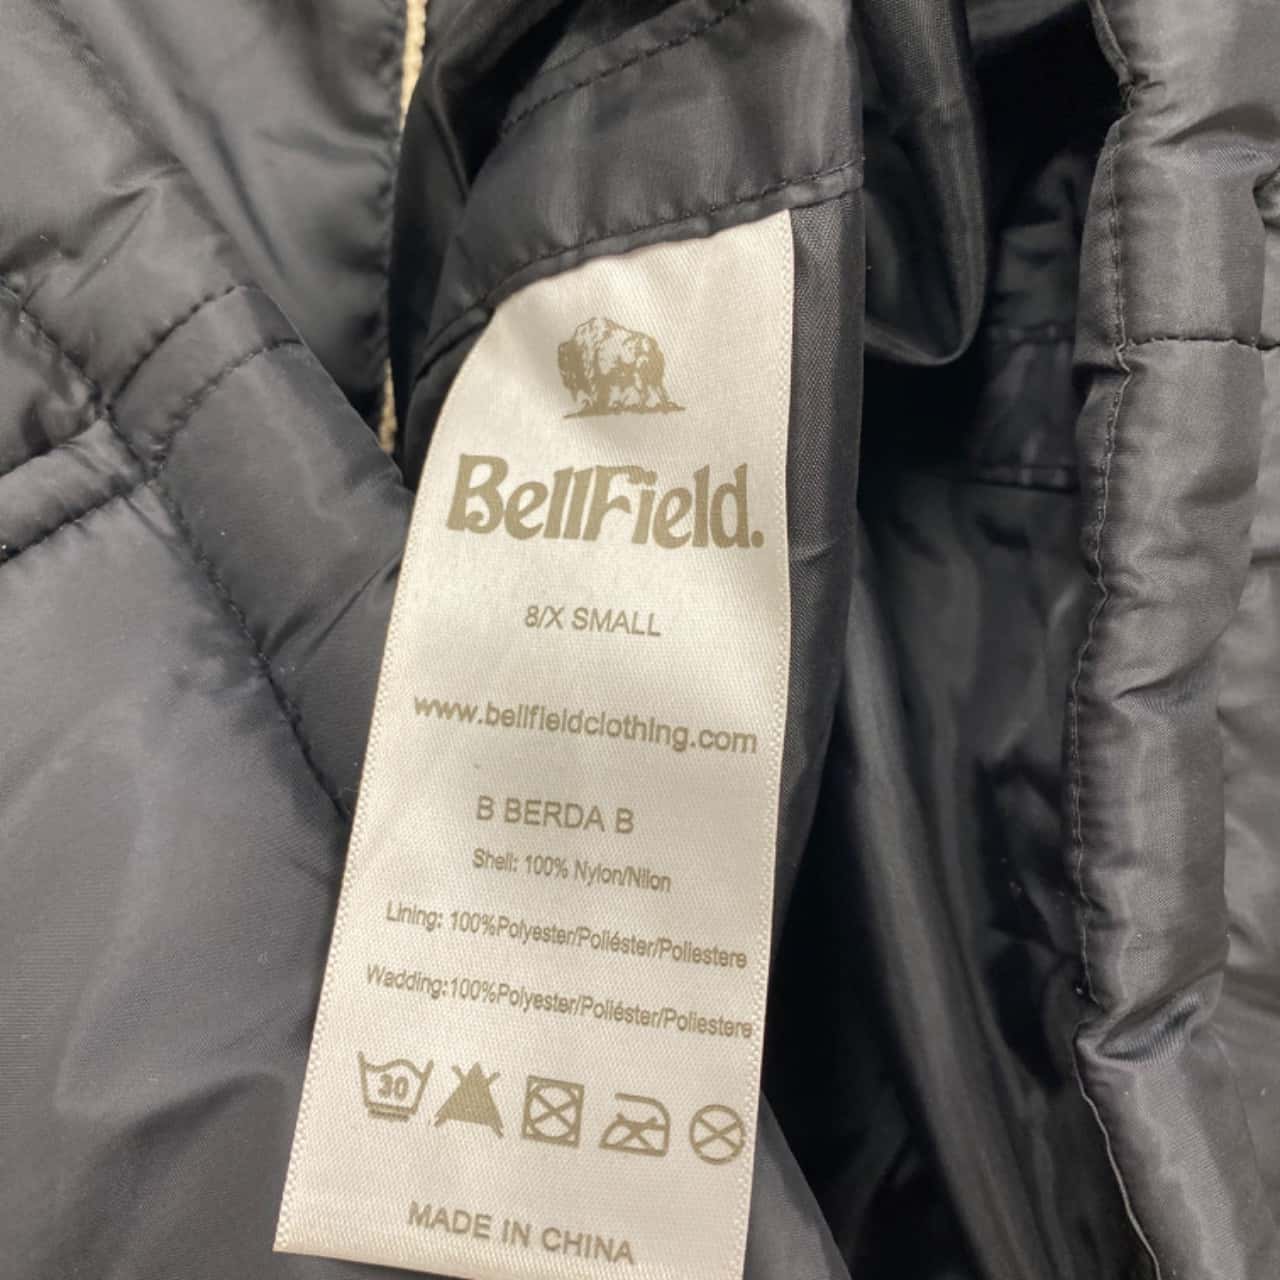 BellField.
8/X SMALL
www.bellfieldclothing.com
B BERDA B
Shell: 100% Nylon/Nilon
Lining: 100%Polyester/Poliéster/Poliestere
Wadding:100%Polyester/Poliéster/Poliestere
30
MADE IN CHINA